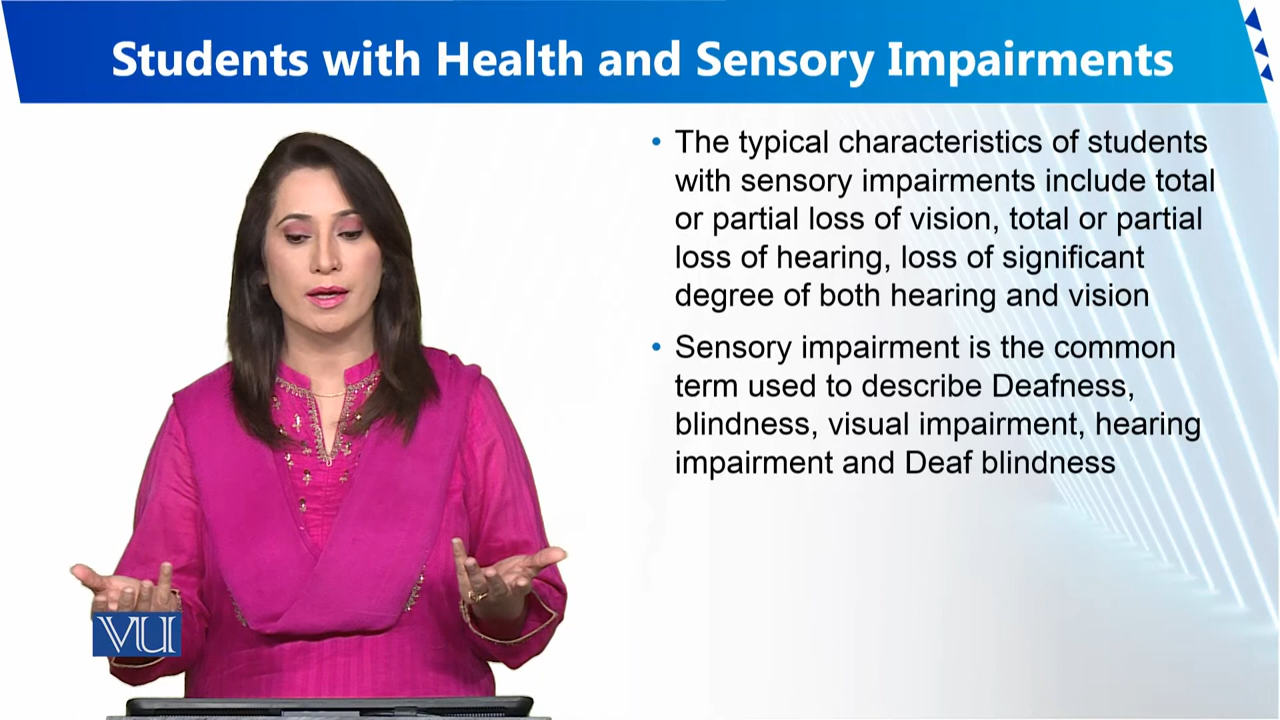 Students with Health and Sensory Impairments
• The typical characteristics of students
with sensory impairments include total
or partial loss of vision, total or partial
loss of hearing, loss of significant
degree of both hearing and vision
• Sensory impairment is the common
term used to describe Deafness,
blindness, visual impairment, hearing
impairment and Deaf blindness
VU